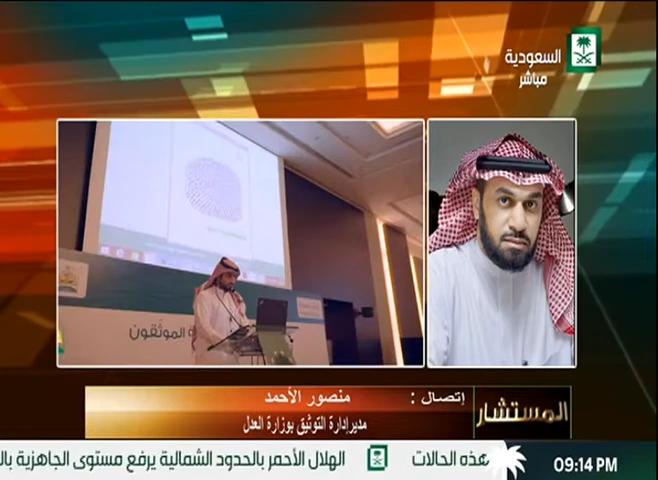 السعودية
مباشر
الموثقون
إتصال : منصور الأحمد
مديرإدارة التوثيق بوزارة العدل
المستشار
هذه الحالات
الهلال الأحمر بالحدود الشمالية يرفع مستوى الجاهزية
09:14 PM